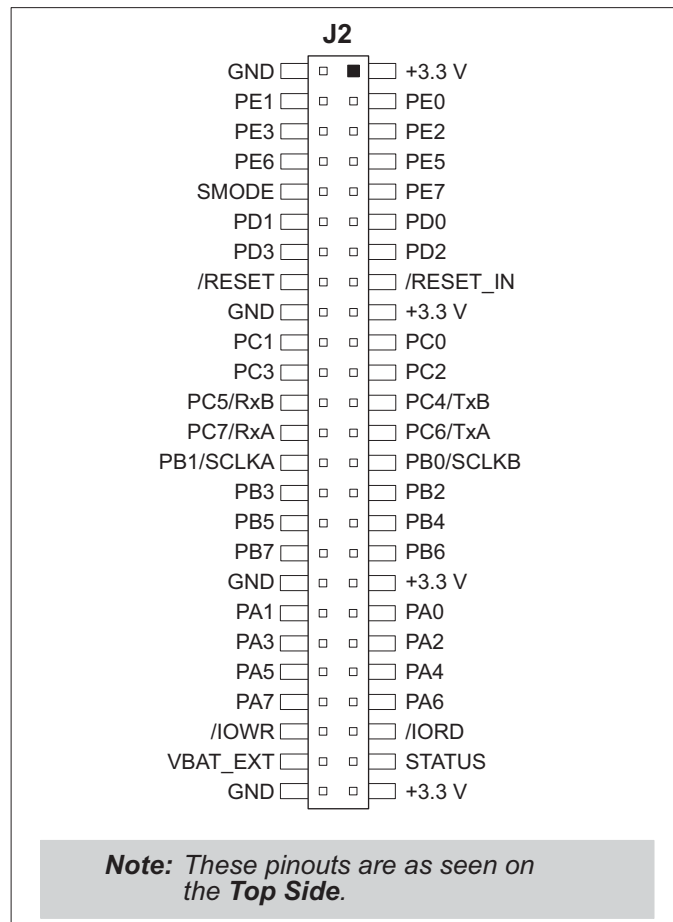 J2
GND +3.3 V
PE1 PE0
PE3 PE2
PE6 PE5
SMODE PE7
PD1 PD0
PD3 PD2
/RESET /RESET_IN
GND +3.3 V
PC1 PC0
PC3 PC2
PC5/RxB PC4/TxB
PC7/RxA PC6/TxA
PB1/SCLKA PB0/SCLKB
PB3 PB2
PB5 PB4
PB7 PB6
GND +3.3 V
PA1 PA0
PA3 PA2
PA5 PA4
PA7 PA6
/IOWR /IORD
VBAT_EXT STATUS
GND +3.3 V
Note: These pinouts are as seen on
the Top Side.